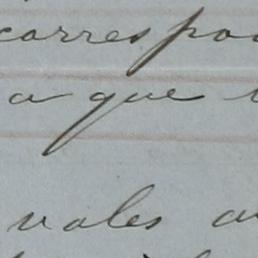 correspo
a que
vales a